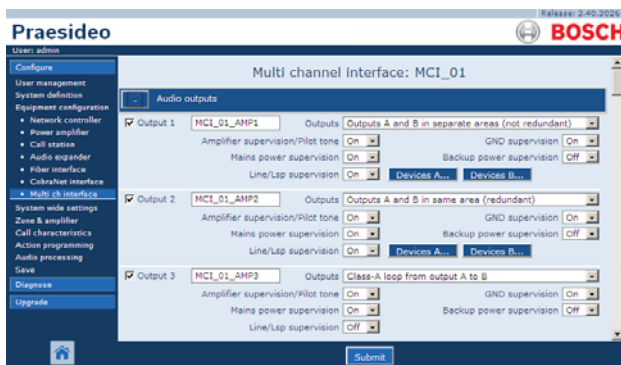 Release: 3.40.3026
Praesideo
BOSCH
User: admin
Configure
User management
System definition
Equipment configuration
• Network controller
• Power amplifier
• Call station
• Audio expander
• Fiber interface
• CobraNet interface
• Multi ch interface
System wide settings
Zone & amplifier
Call characteristics
Action programming
Audio processing
Save
Diagnose
Upgrade
Multi channel interface: MCI_01
- Audio outputs
Output 1 MCI_01_AMP1 Outputs Outputs A and B in separate areas (not redundant)
Amplifier supervision/Pilot tone On GND supervision On
Mains power supervision On Backup power supervision Off
Line/Lsp supervision On Devices A... Devices B...
Output 2 MCI_01_AMP2 Outputs Outputs A and B in same area (redundant)
Amplifier supervision/Pilot tone On GND supervision On
Mains power supervision On Backup power supervision Off
Line/Lsp supervision On Devices A... Devices B...
Output 3 MCI_01_AMP3 Outputs Class-A loop from output A to B
Amplifier supervision/Pilot tone On GND supervision On
Mains power supervision On Backup power supervision Off
Line/Lsp supervision Off
Submit